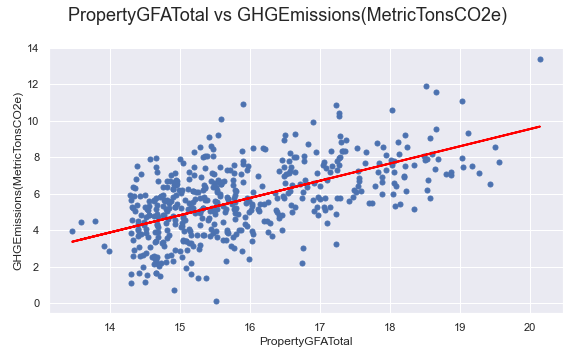 PropertyGFATotal vs GHGEmissions(MetricTonsCO2e)
14
12
10
8
6
4
2
0
GHGEmissions(MetricTonsCO2e)
14 15 16 17 18 19 20
PropertyGFATotal